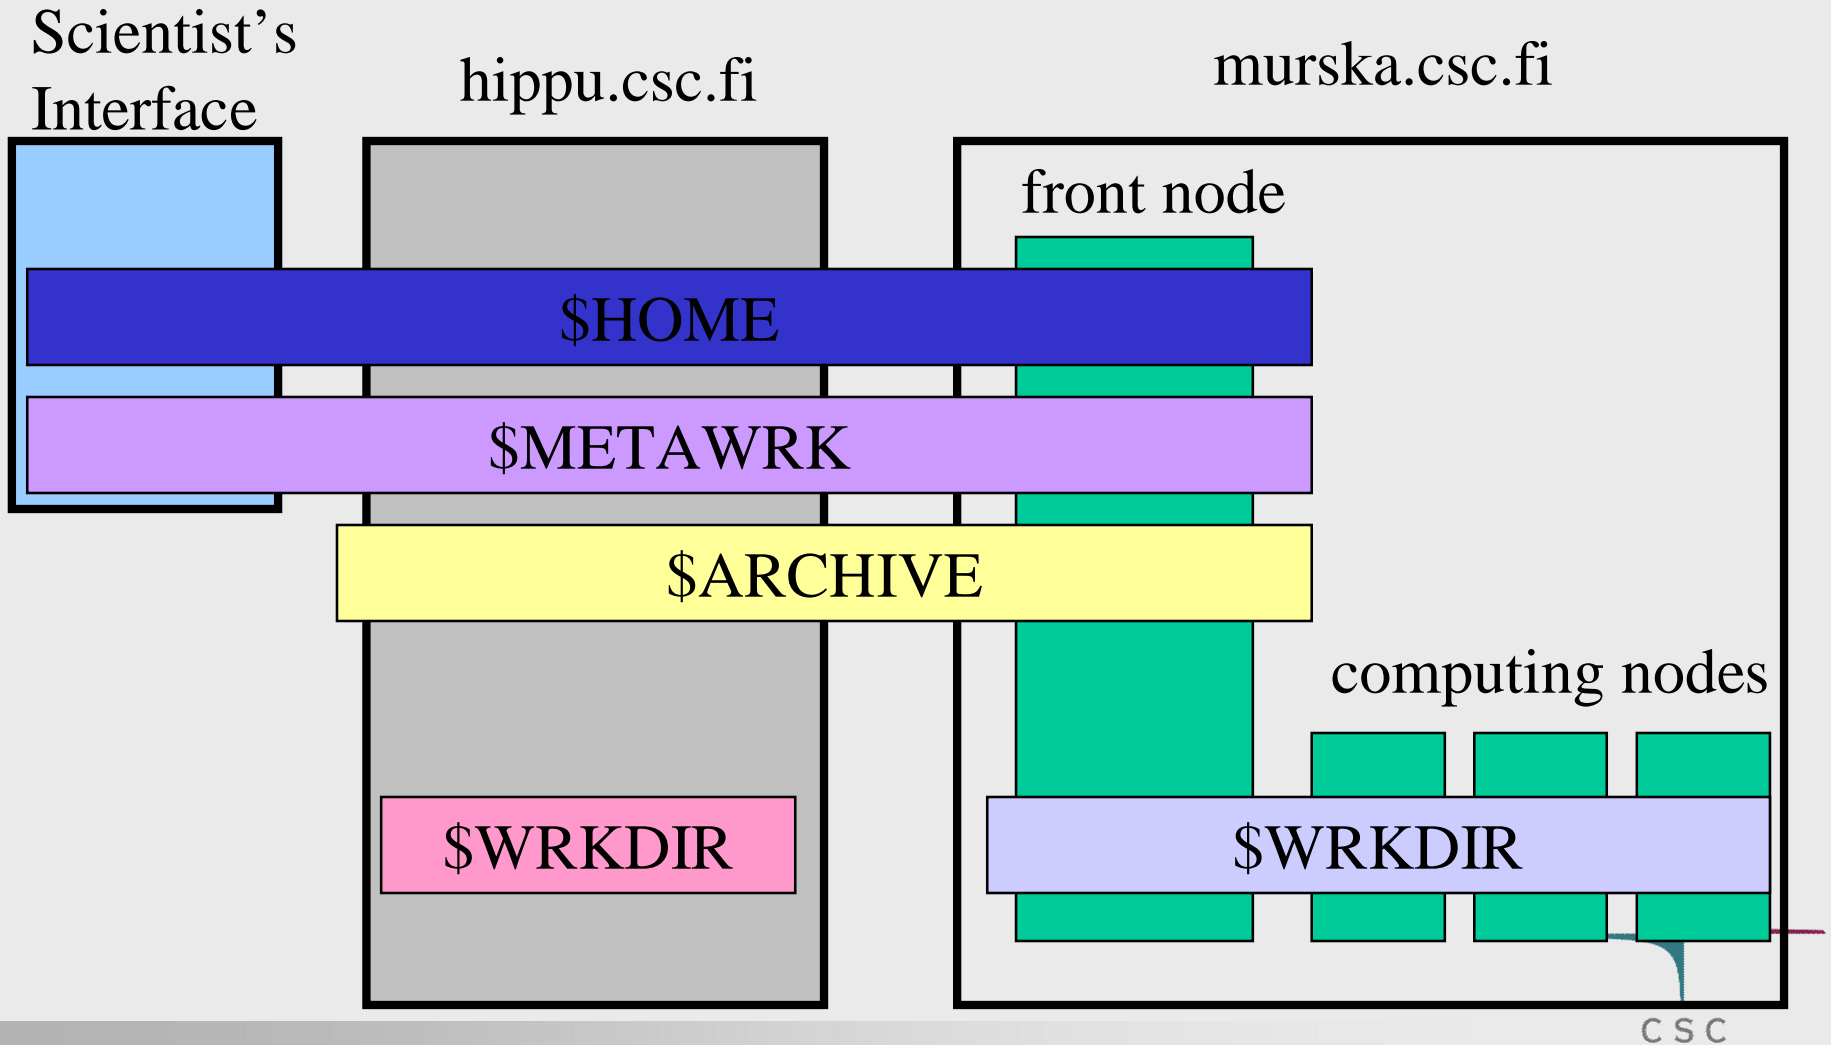 Scientist's
Interface
hippu.csc.fi
murska.csc.fi
front node
$HOME
$METAWRK
$ARCHIVE
computing nodes
$WRKDIR
$WRKDIR
CSC